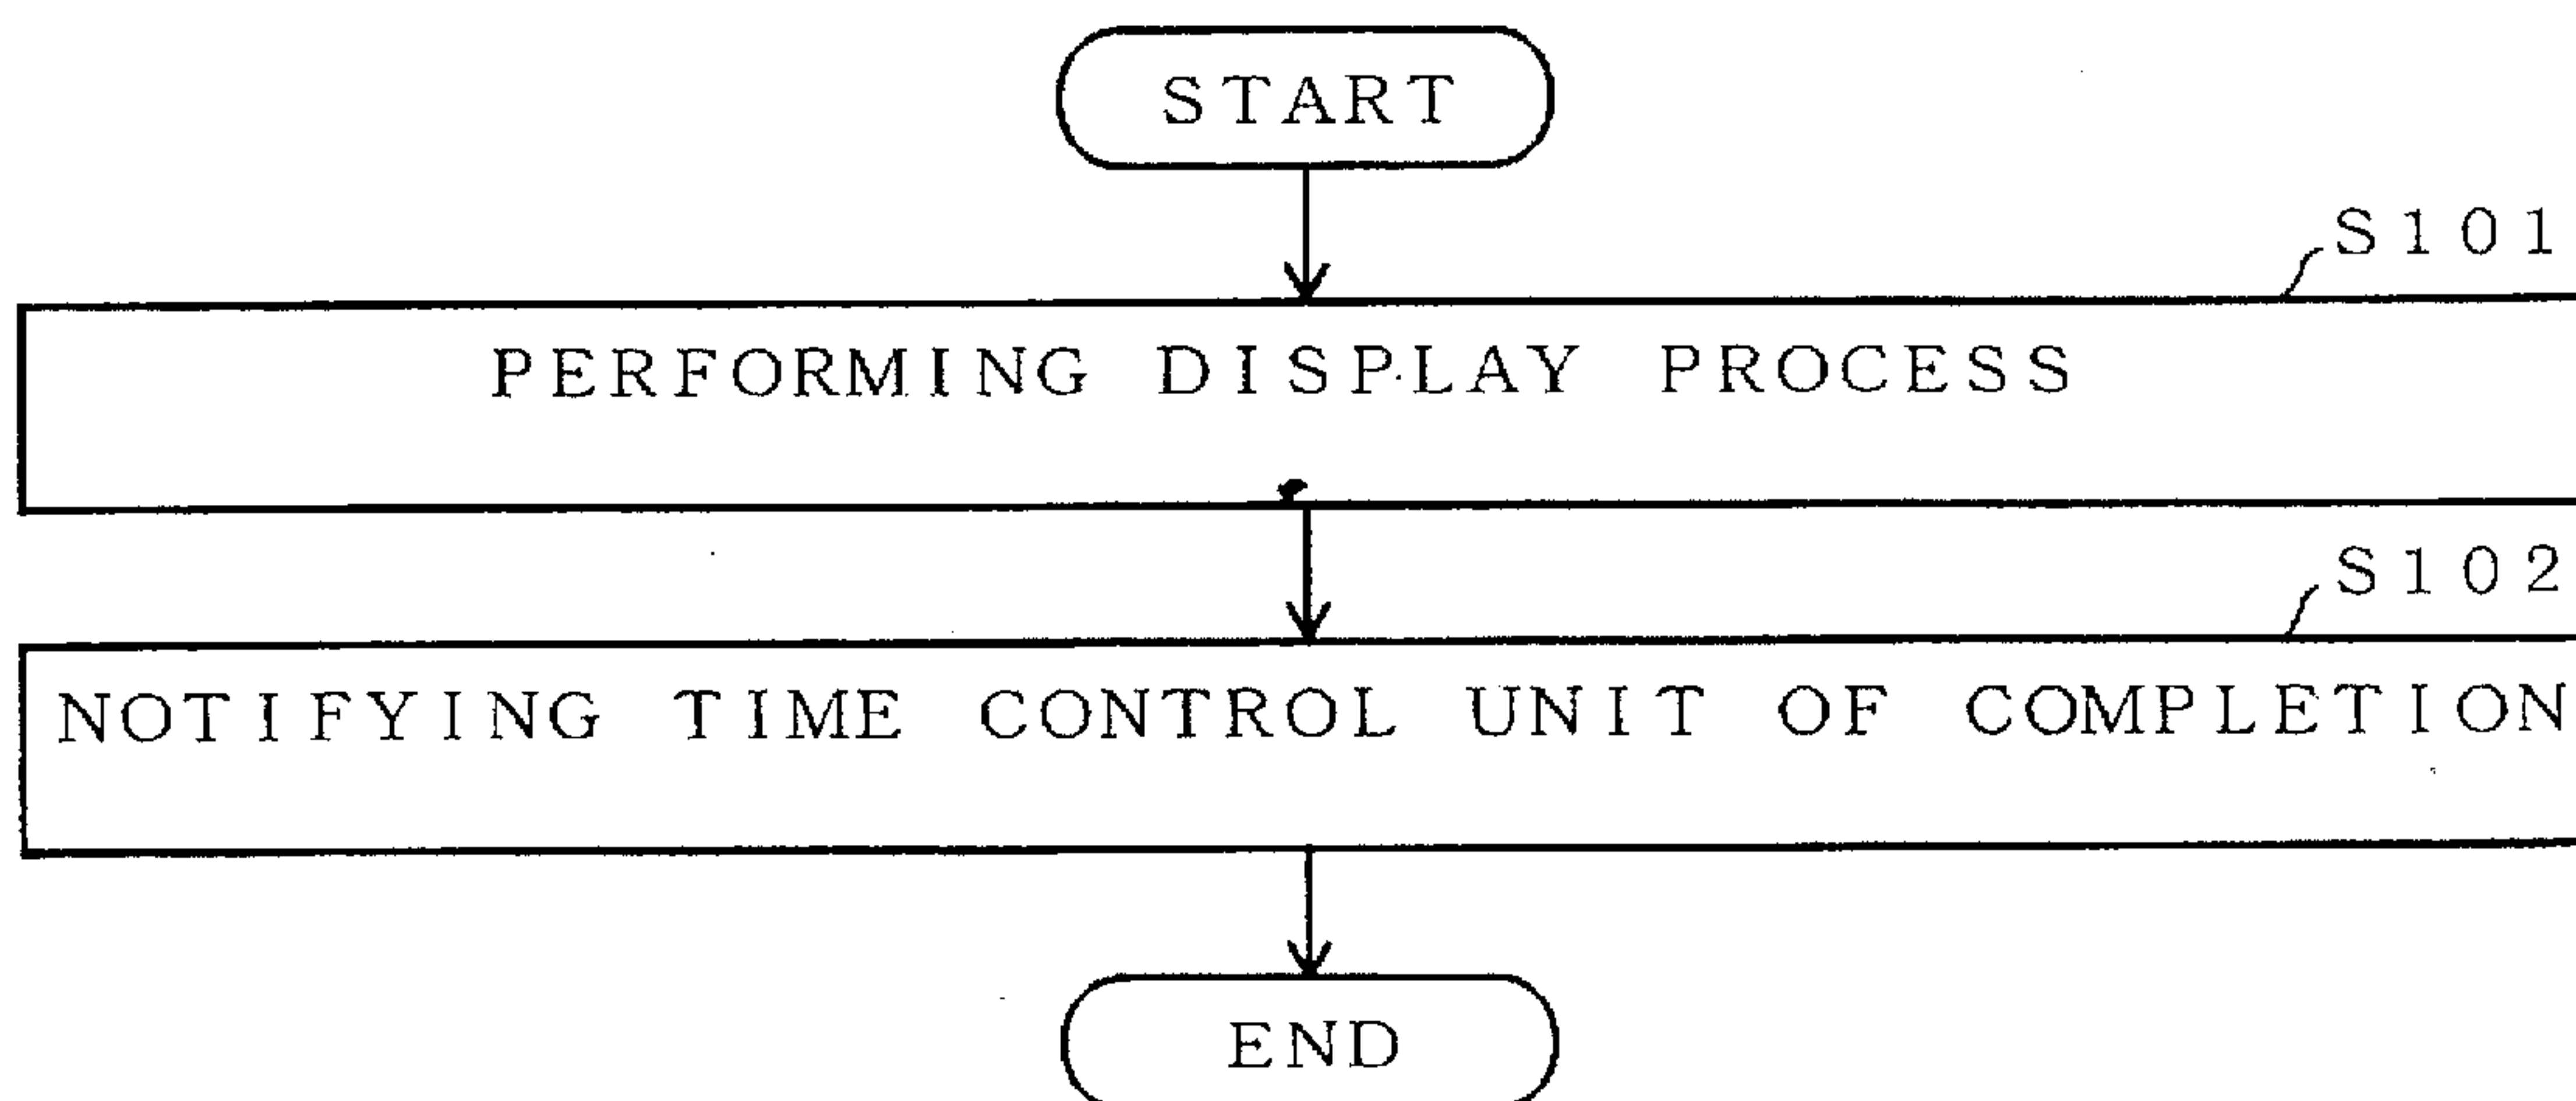 START
S101
PERFORMING DISPLAY PROCESS
S102
NOTIFYING TIME CONTROL UNIT OF COMPLETION
END